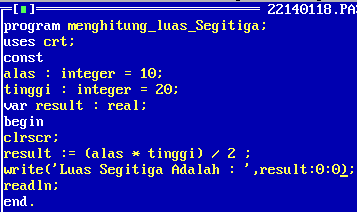 [■] 22140118.PA
program menghitung_luas_Segitiga;
uses crt;
const
alas : integer = 10;
tinggi : integer = 20;
var result : real;
begin
clrscr;
result := (alas * tinggi) / 2 ;
write('Luas Segitiga Adalah : ',result:0:0);
readln;
end.